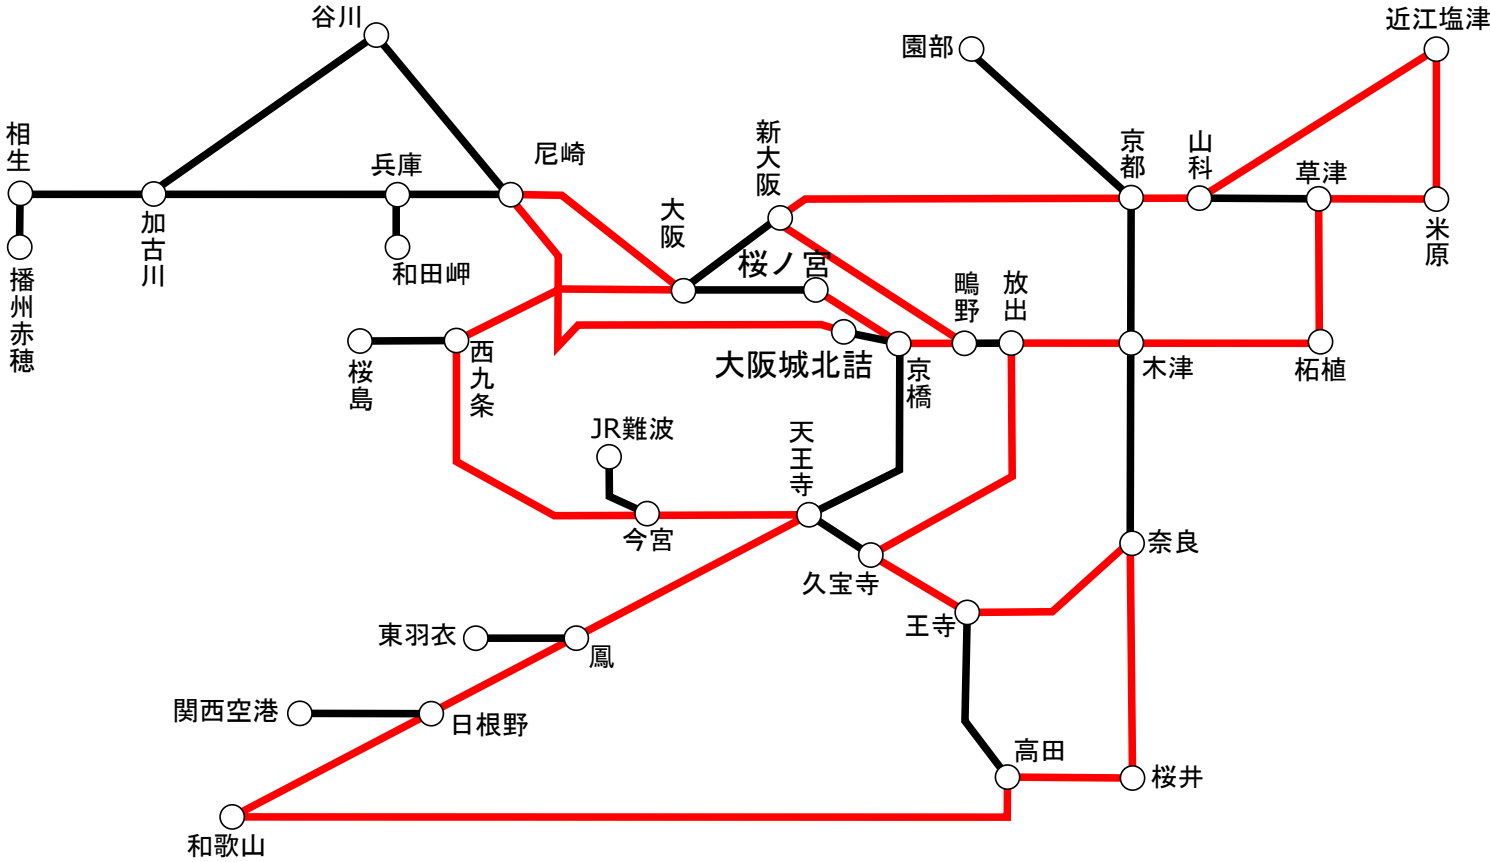 谷川
園部
近江塩津
相生
兵庫
尼崎
新大阪
京都
山科
草津
加古川
和田岬
大阪
桜ノ宮
鴫野
放出
米原
播州赤穂
桜島
西九条
大阪城北詰
京橋
木津
柘植
JR難波
天王寺
今宮
久宝寺
奈良
王寺
東羽衣
鳳
関西空港
日根野
高田
桜井
和歌山